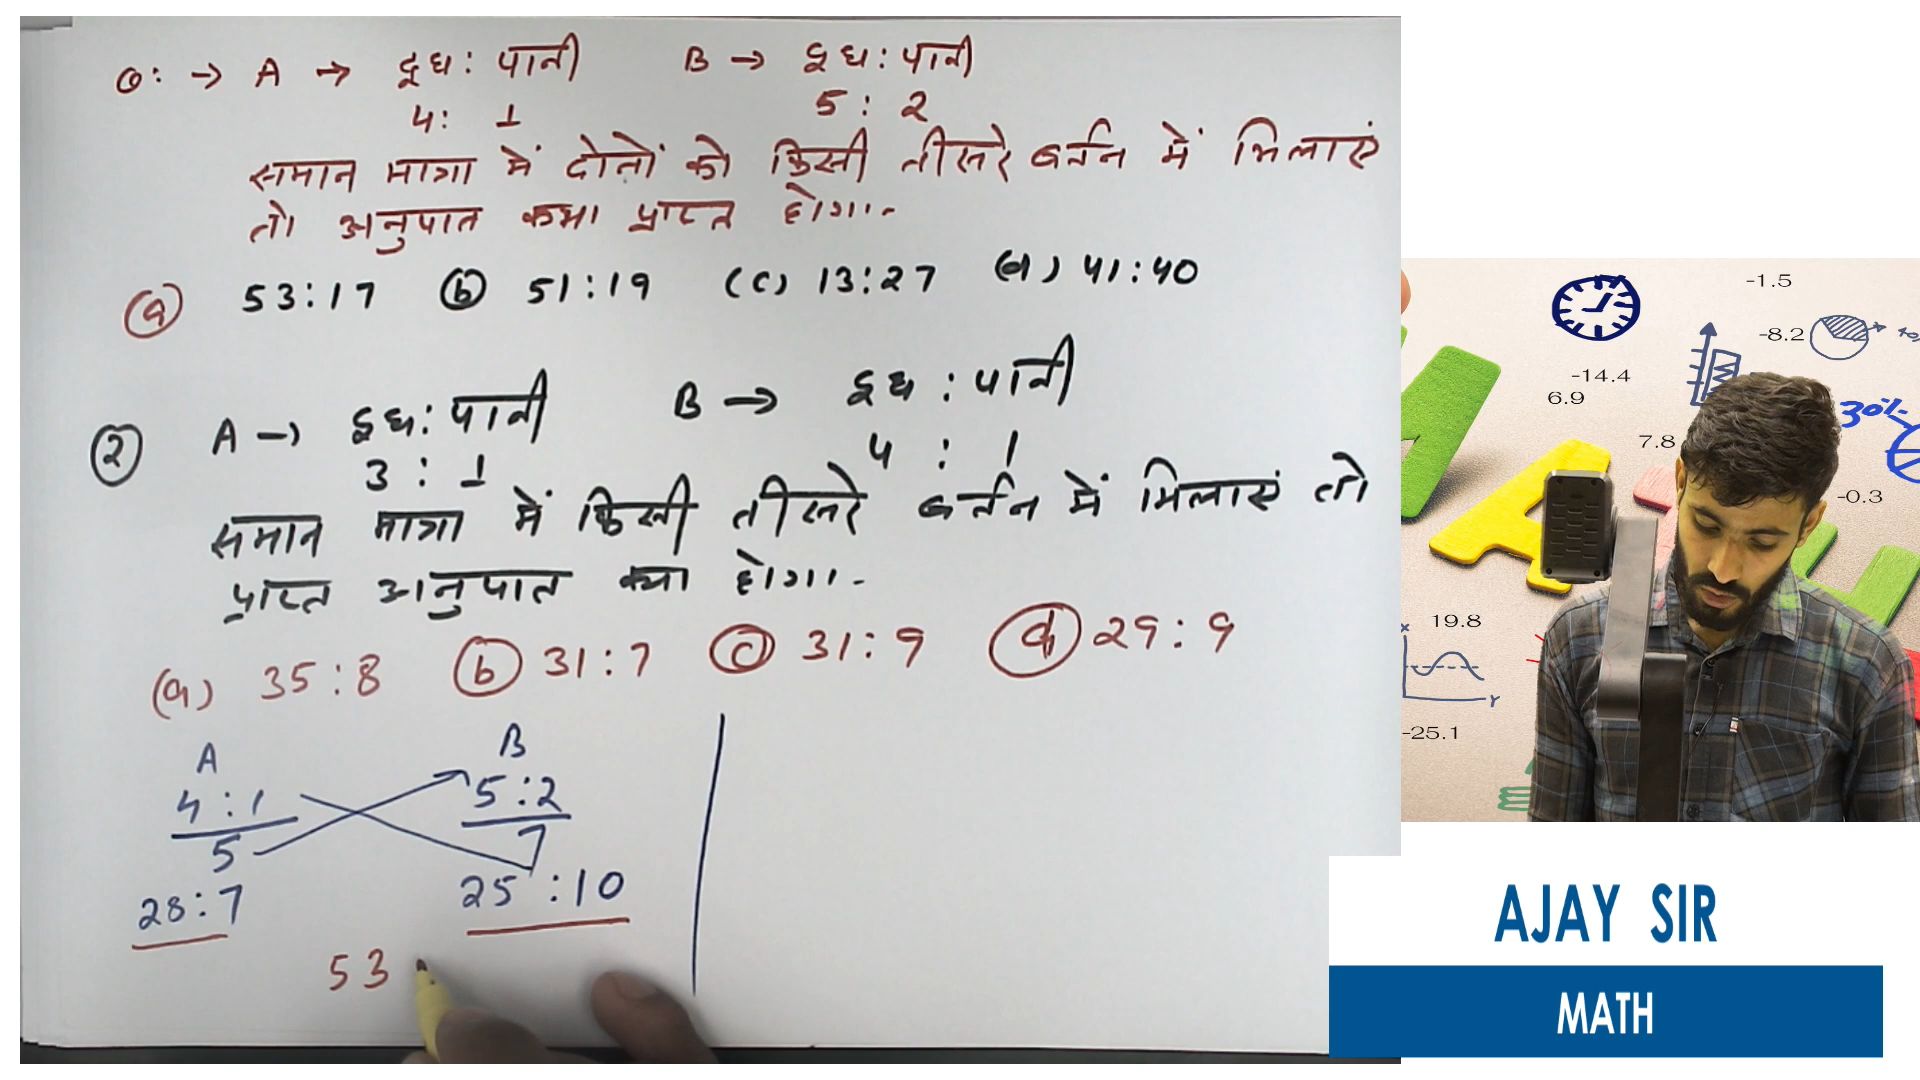 Q: → A → दूध : पानी B → दूध : पानी
4 : 1 5 : 2
समान मात्रा में दोनों को किसी तीसरे बर्तन में मिलाएं
तो अनुपात क्या प्राप्त होगा..
(a) 53:17 (b) 51:19 (c) 13:27 (d) 41:40
(2) A → दूध : पानी B → दूध : पानी
3 : 1 4 : 1
समान मात्रा में किसी तीसरे बर्तन में मिलाएं तो
प्राप्त अनुपात क्या होगा..
(a) 35:8 (b) 31:7 (c) 31:9 (d) 29:9
A B
4:1 5:2
5 7
28:7 25:10
53
-1.5
-8.2
-14.4
6.9
30%
7.8
-0.3
19.8
x
Y
-25.1
AJAY SIR
MATH